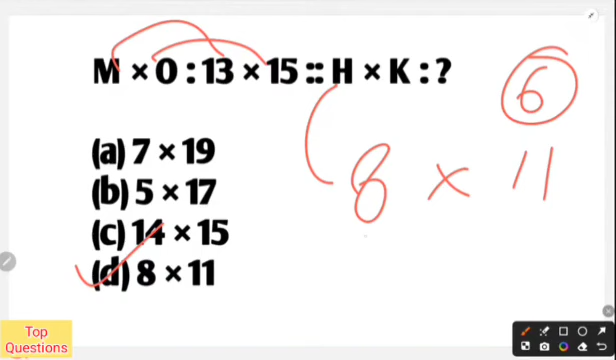 M × O : 13 × 15 :: H × K : ?
6
(a) 7 × 19
(b) 5 × 17
(c) 14 × 15
(d) 8 × 11
8 × 11
Top
Questions